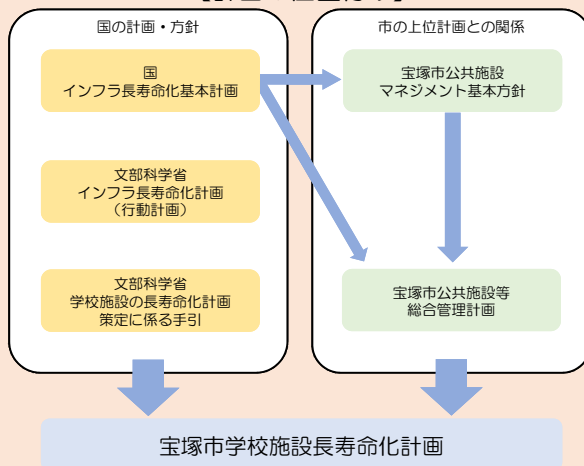 国の計画・方針
国
インフラ長寿命化基本計画
文部科学省
インフラ長寿命化計画
（行動計画）
文部科学省
学校施設の長寿命化計画
策定に係る手引
市の上位計画との関係
宝塚市公共施設
マネジメント基本方針
宝塚市公共施設等
総合管理計画
宝塚市学校施設長寿命化計画